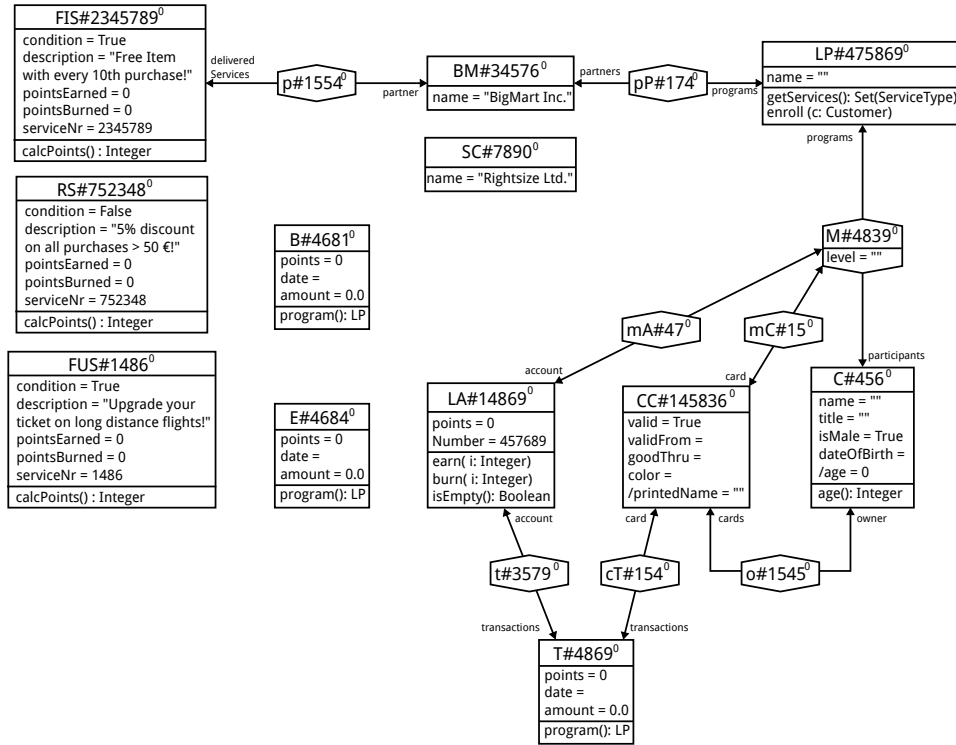 FIS#2345789⁰
condition = True
description = "Free Item
with every 10th purchase!"
pointsEarned = 0
pointsBurned = 0
serviceNr = 2345789
calcPoints() : Integer
delivered
Services
p#1554⁰
partner
BM#34576⁰
name = "BigMart Inc."
partners
pP#174⁰
programs
LP#475869⁰
name = ""
getServices(): Set(ServiceType)
enroll (c: Customer)
programs
SC#7890⁰
name = "Rightsize Ltd."
RS#752348⁰
condition = False
description = "5% discount
on all purchases > 50 €!"
pointsEarned = 0
pointsBurned = 0
serviceNr = 752348
calcPoints() : Integer
B#4681⁰
points = 0
date =
amount = 0.0
program(): LP
M#4839⁰
level = ""
mA#47⁰
mC#15⁰
account
card
participants
FUS#1486⁰
condition = True
description = "Upgrade your
ticket on long distance flights!"
pointsEarned = 0
pointsBurned = 0
serviceNr = 1486
calcPoints() : Integer
E#4684⁰
points = 0
date =
amount = 0.0
program(): LP
LA#14869⁰
points = 0
Number = 457689
earn( i: Integer)
burn( i: Integer)
isEmpty(): Boolean
CC#145836⁰
valid = True
validFrom =
goodThru =
color =
/printedName = ""
C#456⁰
name = ""
title = ""
isMale = True
dateOfBirth =
/age = 0
age(): Integer
account
card
cards
owner
t#3579⁰
cT#154⁰
o#1545⁰
transactions
transactions
T#4869⁰
points = 0
date =
amount = 0.0
program(): LP